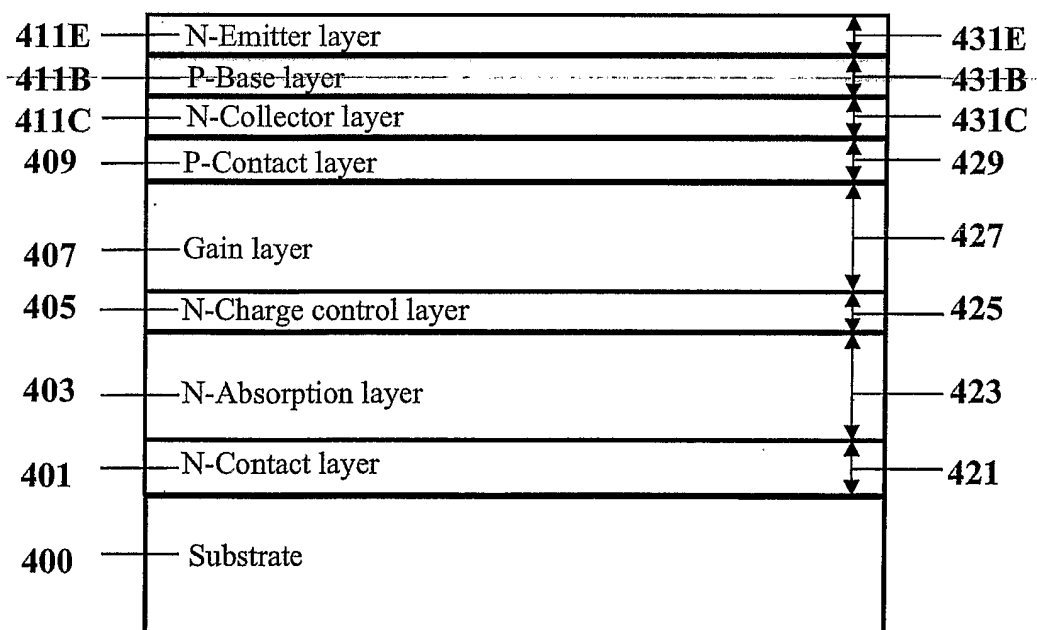 411E N-Emitter layer 431E
411B P-Base layer 431B
411C N-Collector layer 431C
409 P-Contact layer 429
407 Gain layer 427
405 N-Charge control layer 425
403 N-Absorption layer 423
401 N-Contact layer 421
400 Substrate